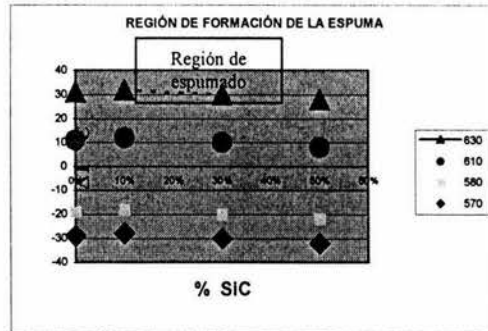 REGIÓN DE FORMACIÓN DE LA ESPUMA
Región de
espumado
40
30
20
10
0
-10
-20
-30
-40
0% 10% 20% 30% 40% 50% 60%
630
610
580
570
% SiC